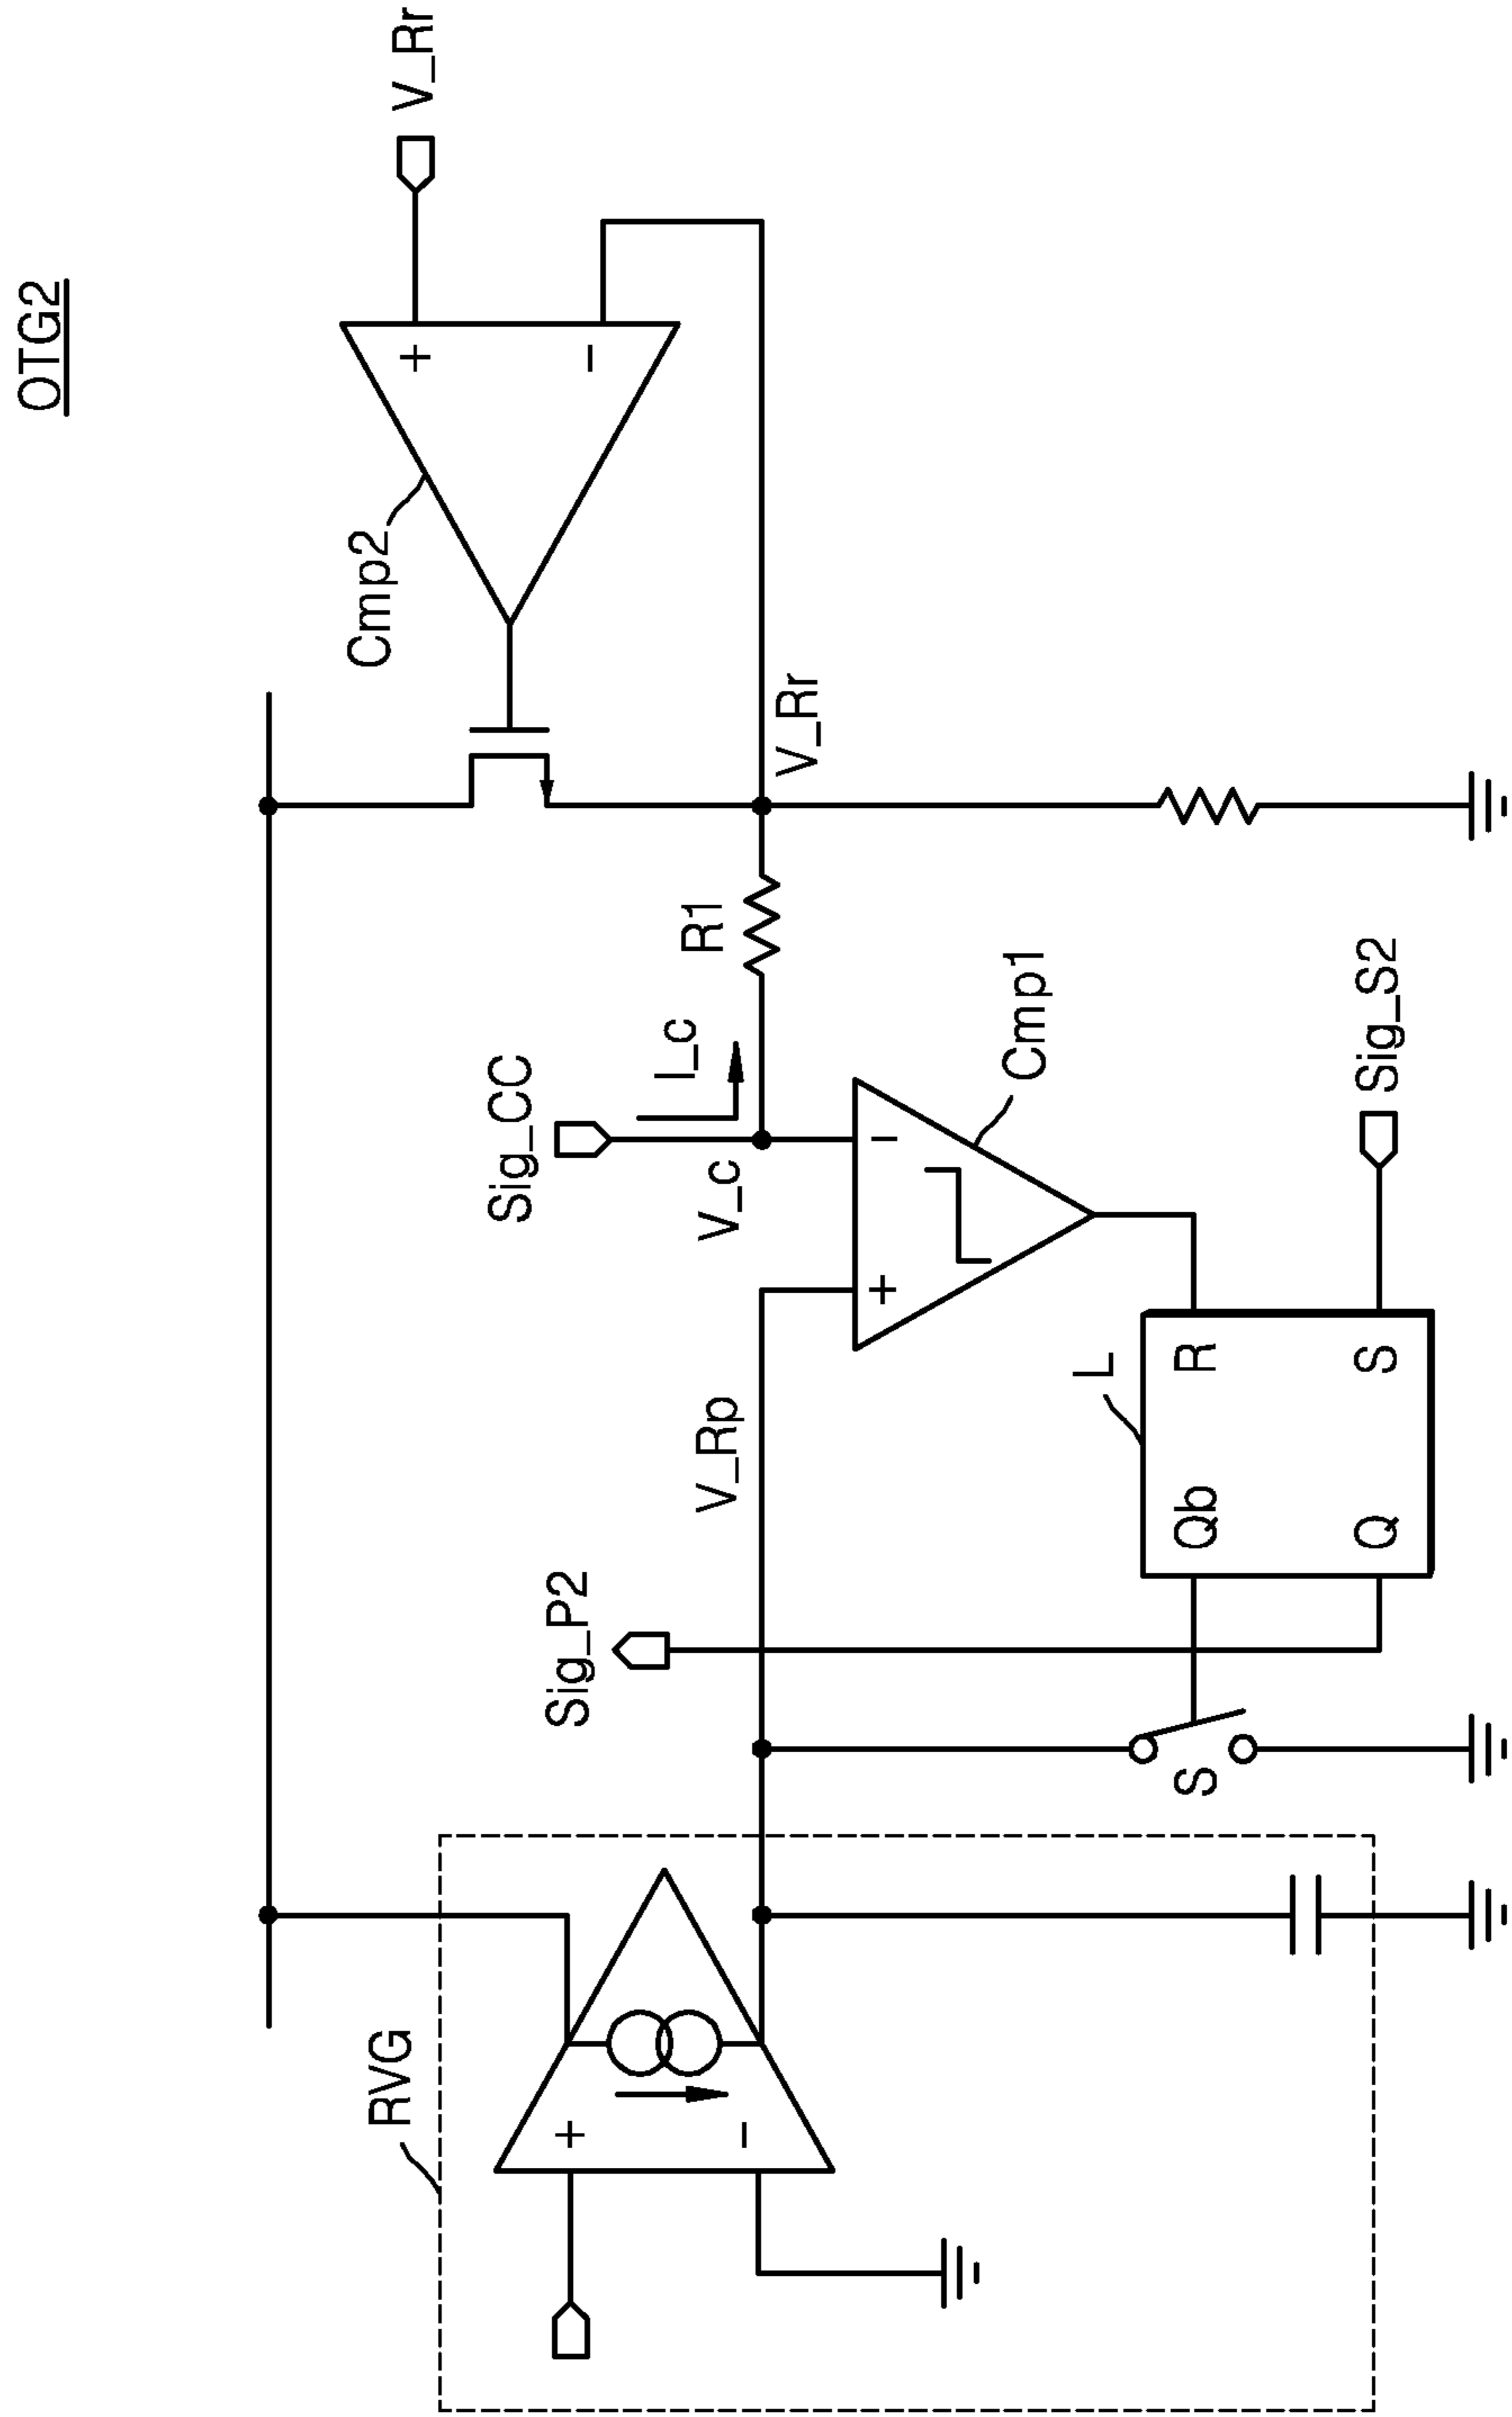 OTG2
V_Rr
Cmp2
+
−
V_Rr
R1
Sig_CC
I_c
V_c
Cmp1
−
+
V_Rp
Sig_S2
L
R
S
Qb
Q
Sig_P2
S
RVG
+
−